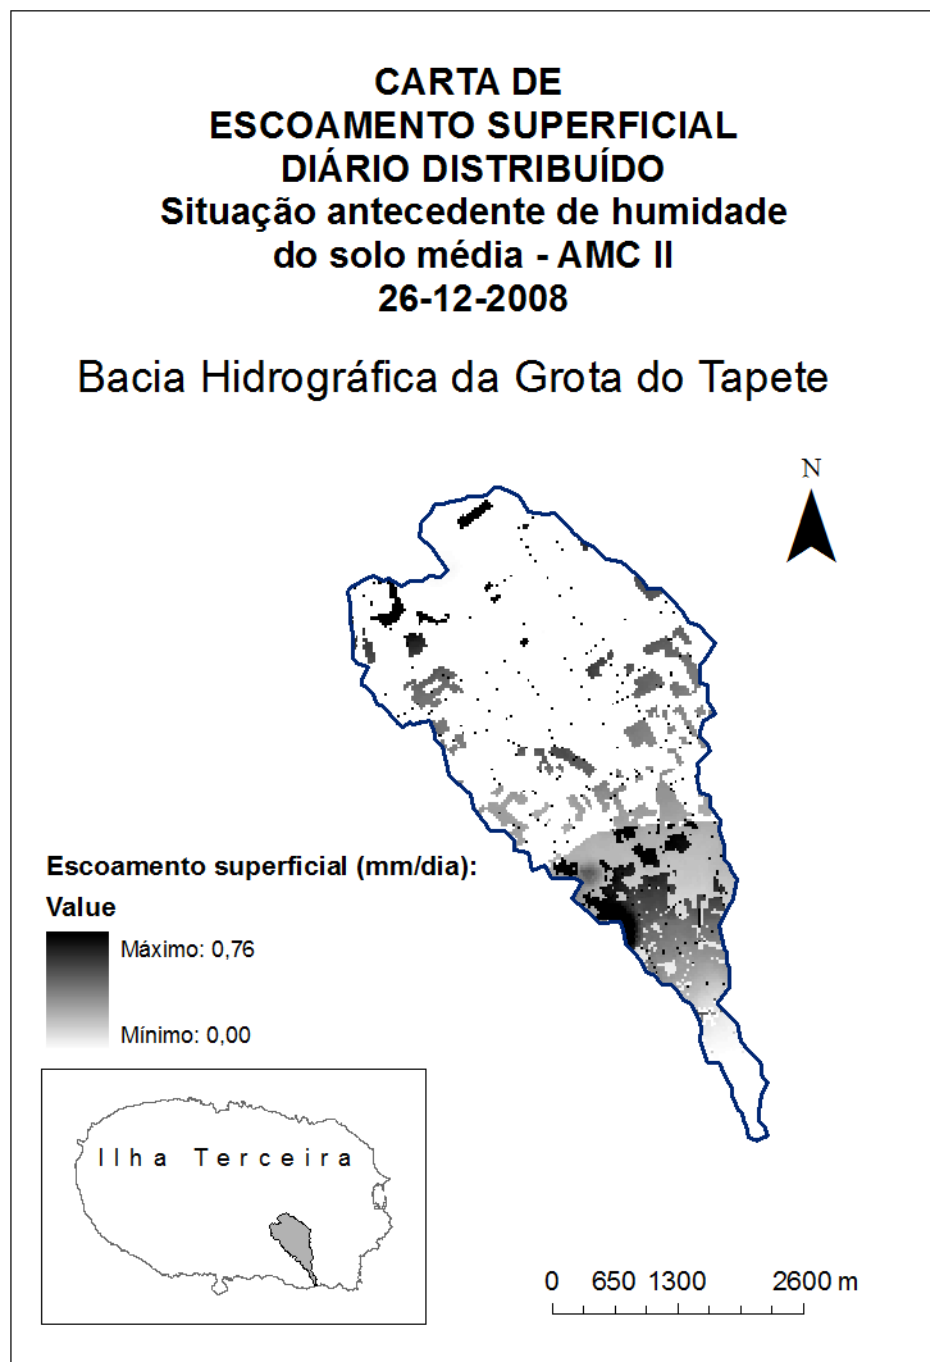 CARTA DE
ESCOAMENTO SUPERFICIAL
DIÁRIO DISTRIBUÍDO
Situação antecedente de humidade
do solo média - AMC II
26-12-2008
Bacia Hidrográfica da Grota do Tapete
N
Escoamento superficial (mm/dia):
Value
Máximo: 0,76
Mínimo: 0,00
Ilha Terceira
0 650 1300 2600 m